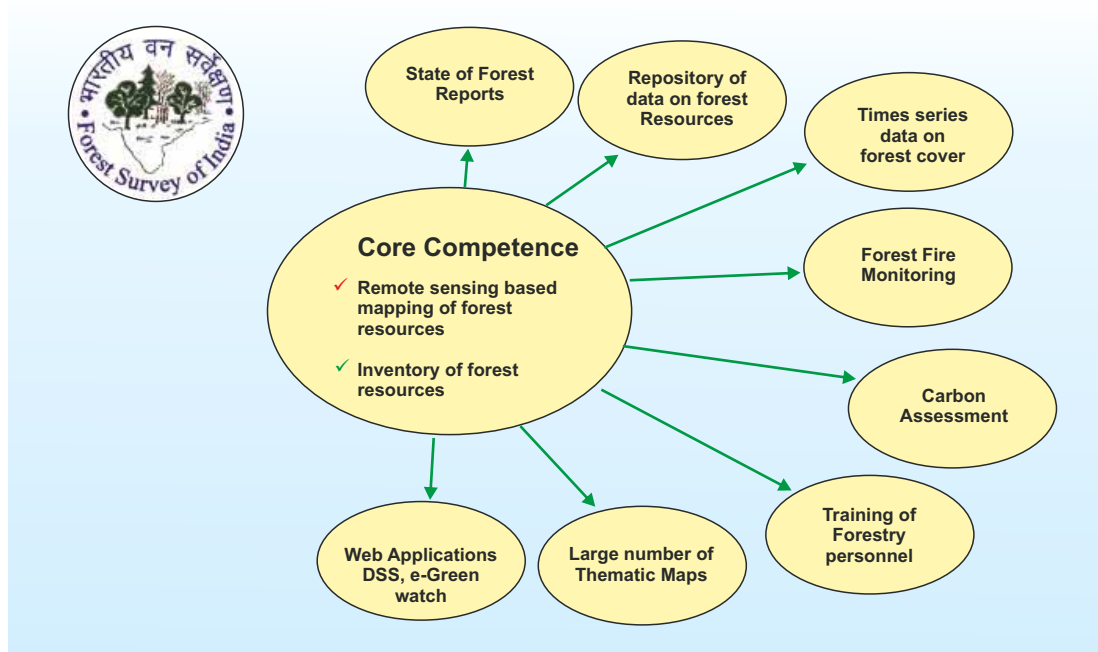 • भारतीय वन सर्वेक्षण •
Forest Survey of India
State of Forest
Reports
Repository of
data on forest
Resources
Times series
data on
forest cover
Core Competence
✓ Remote sensing based
mapping of forest
resources
✓ Inventory of forest
resources
Forest Fire
Monitoring
Carbon
Assessment
Training of
Forestry
personnel
Large number of
Thematic Maps
Web Applications
DSS, e-Green
watch